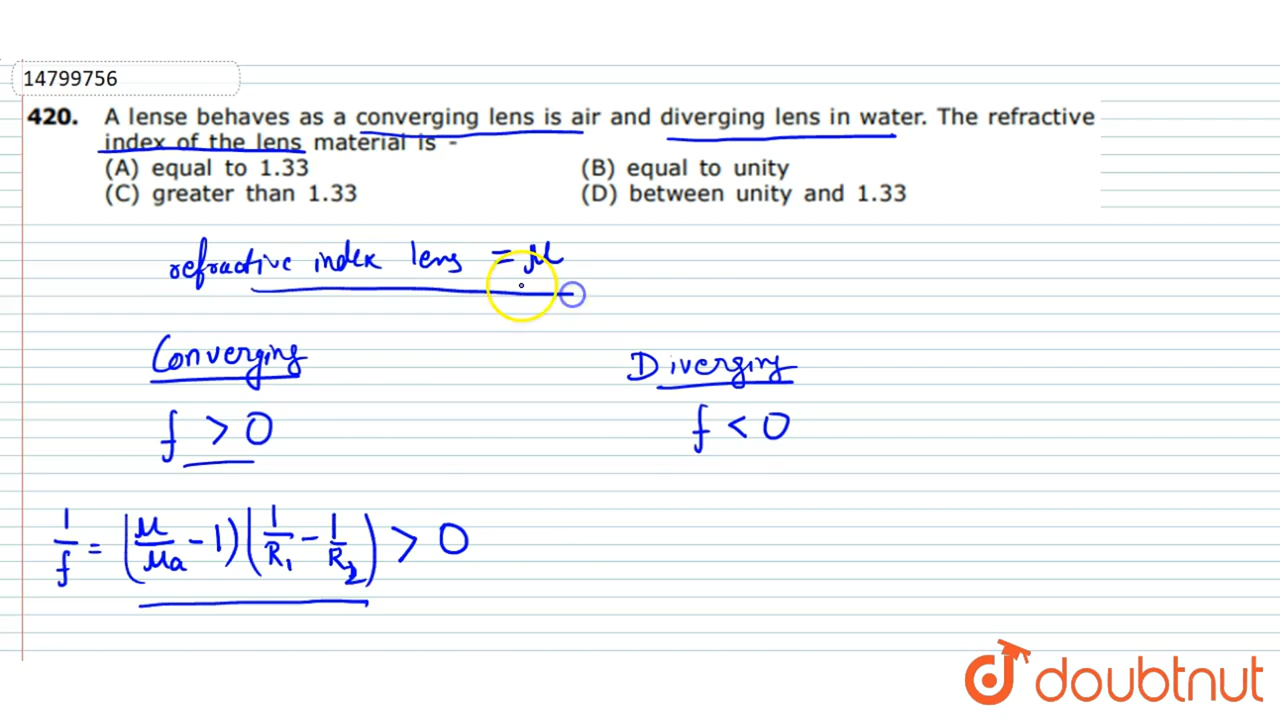 14799756
420. A lense behaves as a converging lens is air and diverging lens in water. The refractive
index of the lens material is -
(A) equal to 1.33 (B) equal to unity
(C) greater than 1.33 (D) between unity and 1.33
refractive index lens = μ
Converging Diverging
f > 0 f < 0
1/f = (μ/μa - 1)(1/R1 - 1/R2) > 0
doubtnut